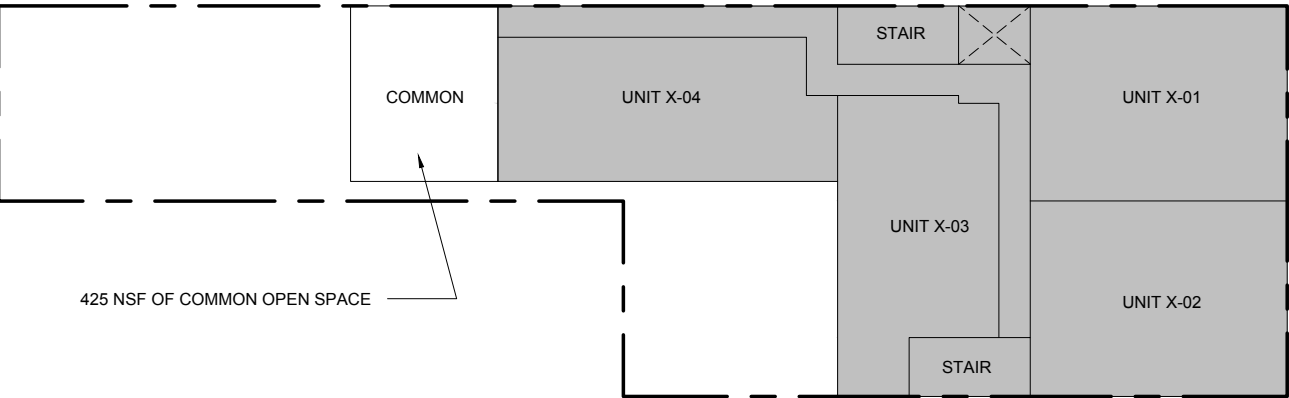 STAIR
COMMON
UNIT X-04
UNIT X-01
UNIT X-03
425 NSF OF COMMON OPEN SPACE
UNIT X-02
STAIR